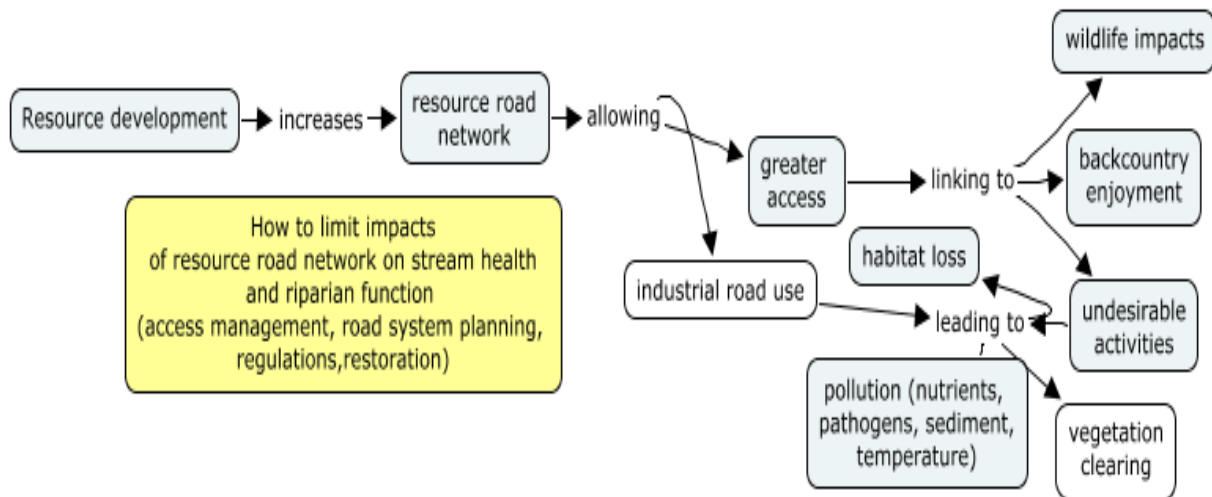 Resource development
increases
resource road
network
allowing
greater
access
linking to
wildlife impacts
backcountry
enjoyment
undesirable
activities
How to limit impacts
of resource road network on stream health
and riparian function
(access management, road system planning,
regulations,restoration)
industrial road use
habitat loss
leading to
pollution (nutrients,
pathogens, sediment,
temperature)
vegetation
clearing